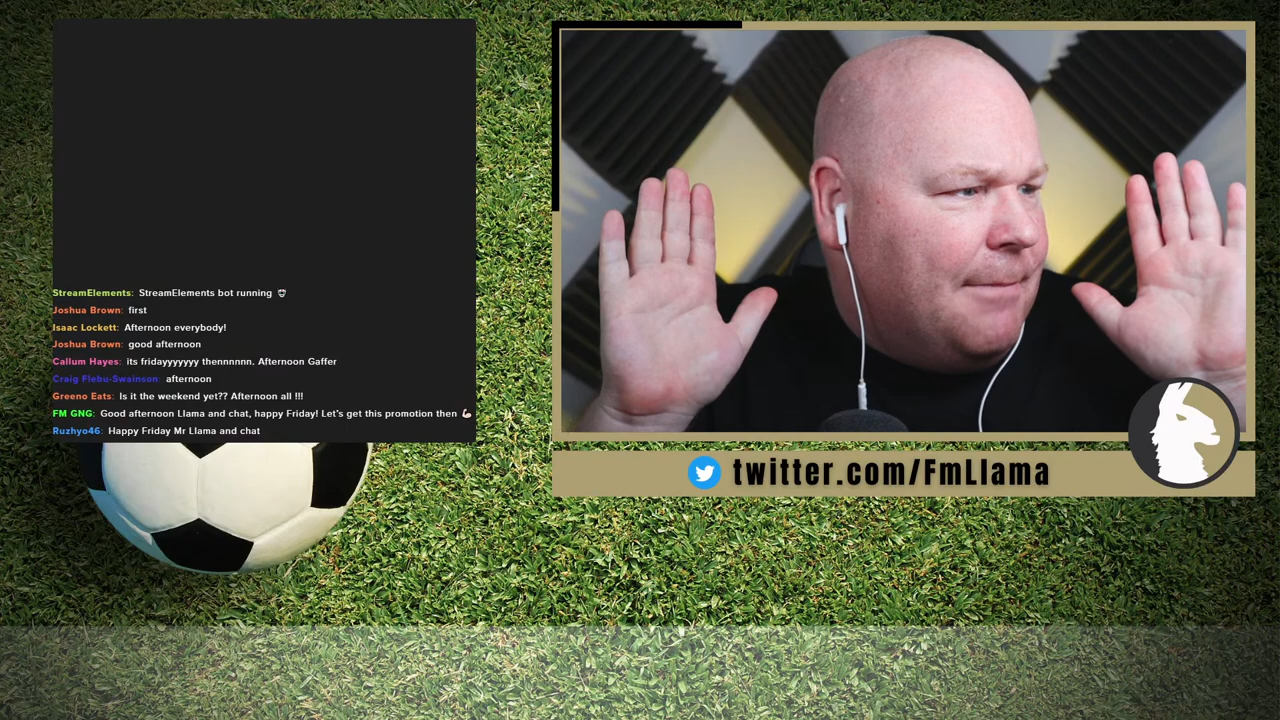 StreamElements: StreamElements bot running
Joshua Brown: first
Isaac Lockett: Afternoon everybody!
Joshua Brown: good afternoon
Callum Hayes: its fridayyyyyyy thennnnnn. Afternoon Gaffer
Craig Flebu-Swainson: afternoon
Greeno Eats: Is it the weekend yet?? Afternoon all !!!
FM GNG: Good afternoon Llama and chat, happy Friday! Let's get this promotion then 💪🏻
Ruzhyo46: Happy Friday Mr Llama and chat
twitter.com/FmLlama